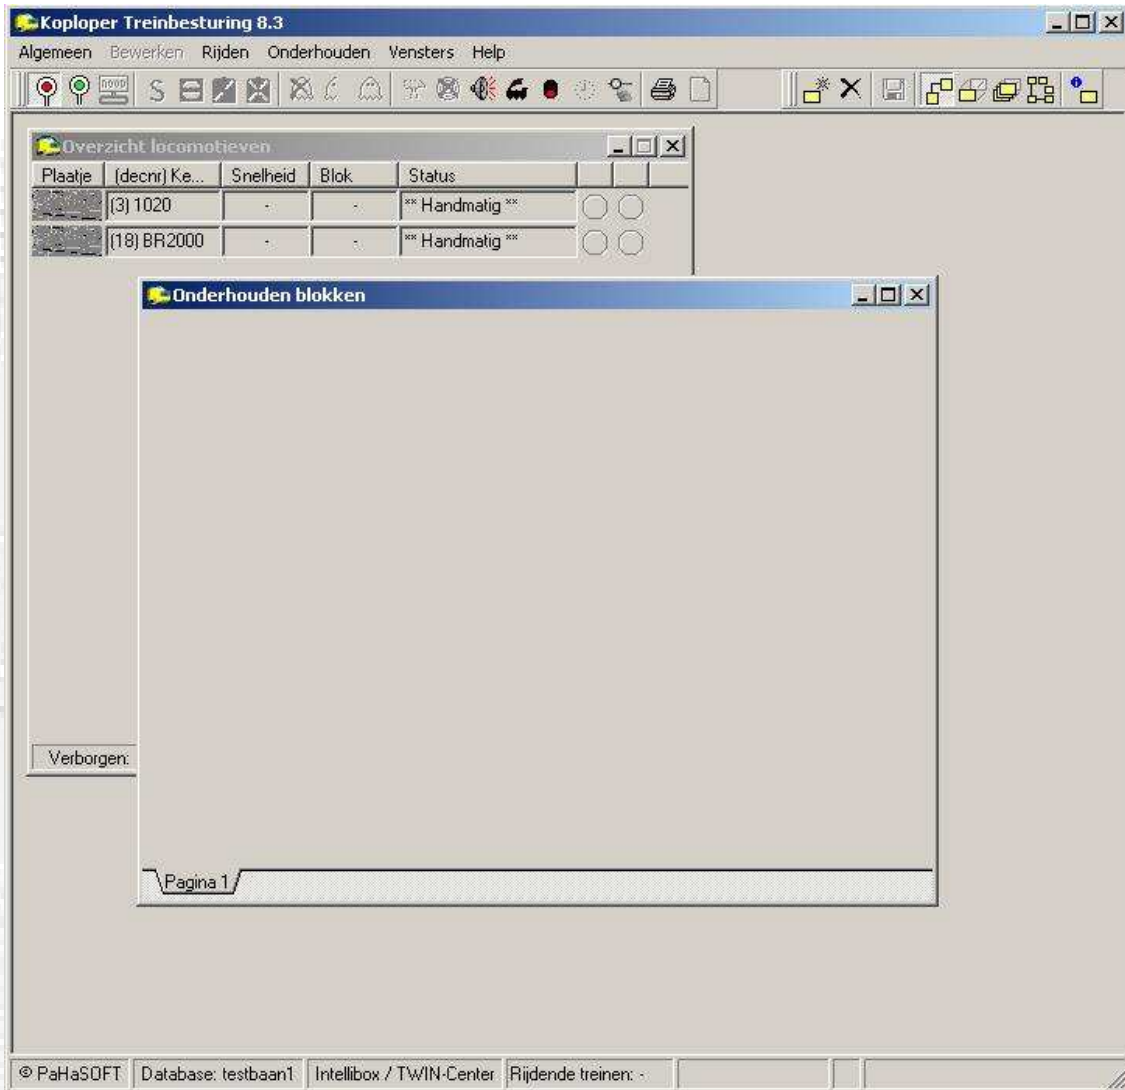 Koploper Treinbesturing 8.3
Algemeen Bewerken Rijden Onderhouden Vensters Help
Overzicht locomotieven
Plaatje (decnr) Ke... Snelheid Blok Status
(3) 1020 - - ** Handmatig **
(18) BR2000 - - ** Handmatig **
Onderhouden blokken
Verborgen:
Pagina 1
© PaHaSOFT Database: testbaan1 Intellibox / TWIN-Center Rijdende treinen: -